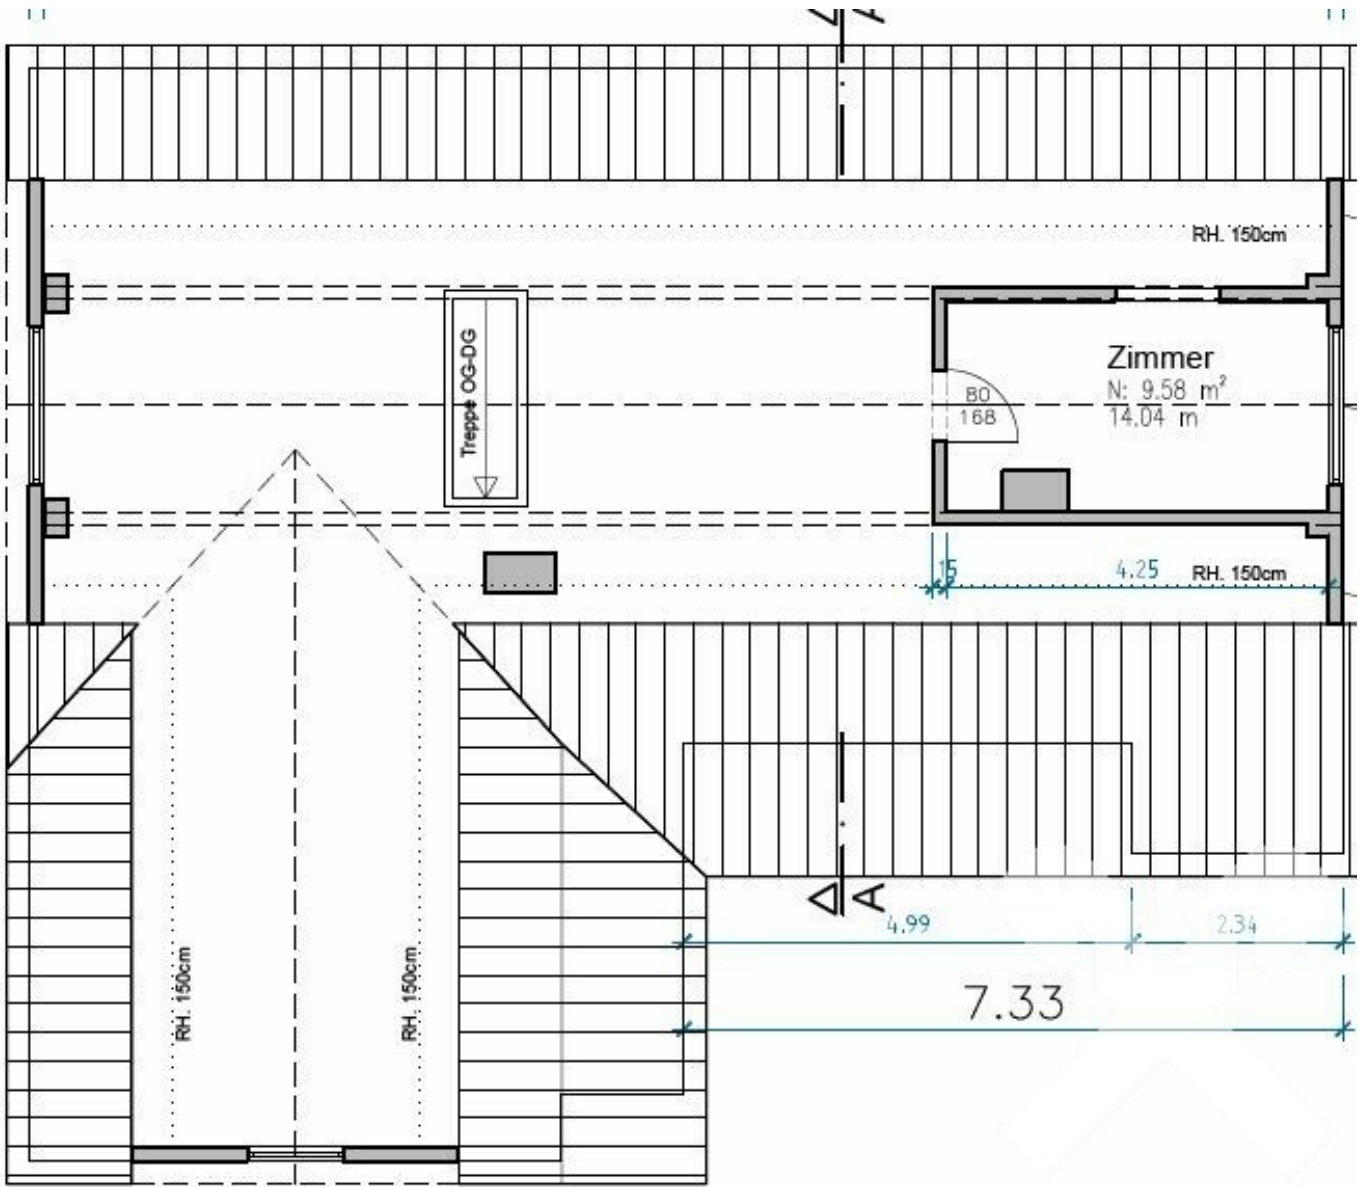 A
RH. 150cm
Treppe OG-DG
Zimmer
N: 9.58 m²
14.04 m
80
168
15
4.25
RH. 150cm
A
4.99
2.34
7.33
RH. 150cm
RH. 150cm